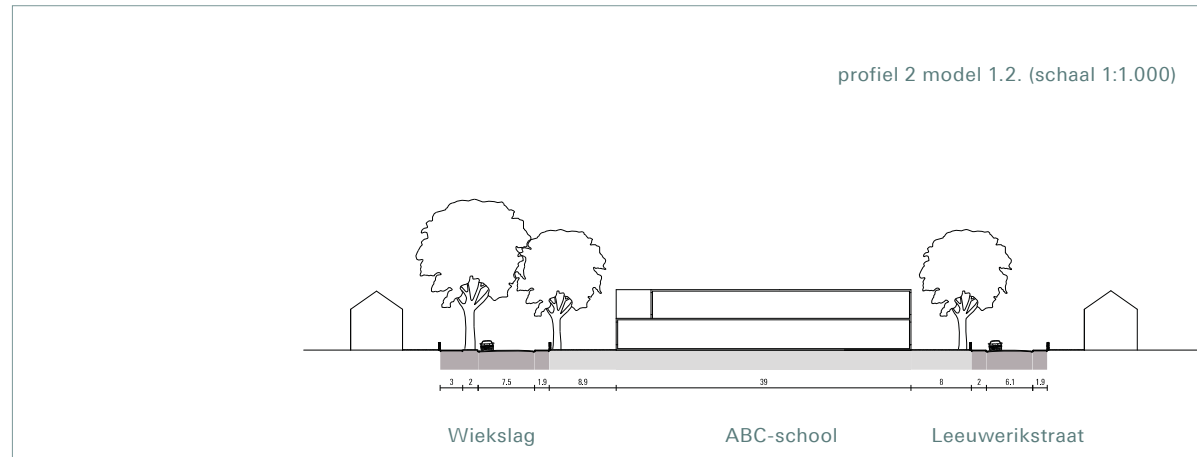 profiel 2 model 1.2. (schaal 1:1.000)
3 2 7.5 1.9 8.9 39 8 2 6.1 1.9
Wiekslag ABC-school Leeuwerikstraat